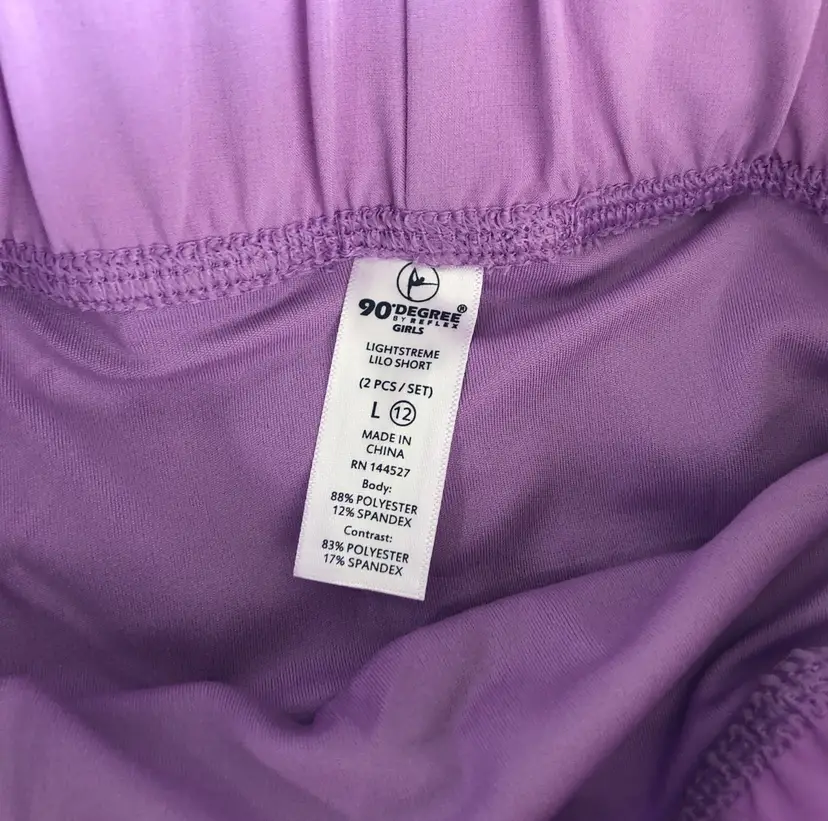 90°DEGREE®
BY REFLEX
GIRLS
LIGHTSTREME
LILO SHORT
(2 PCS / SET)
L 12
MADE IN
CHINA
RN 144527
Body:
88% POLYESTER
12% SPANDEX
Contrast:
83% POLYESTER
17% SPANDEX